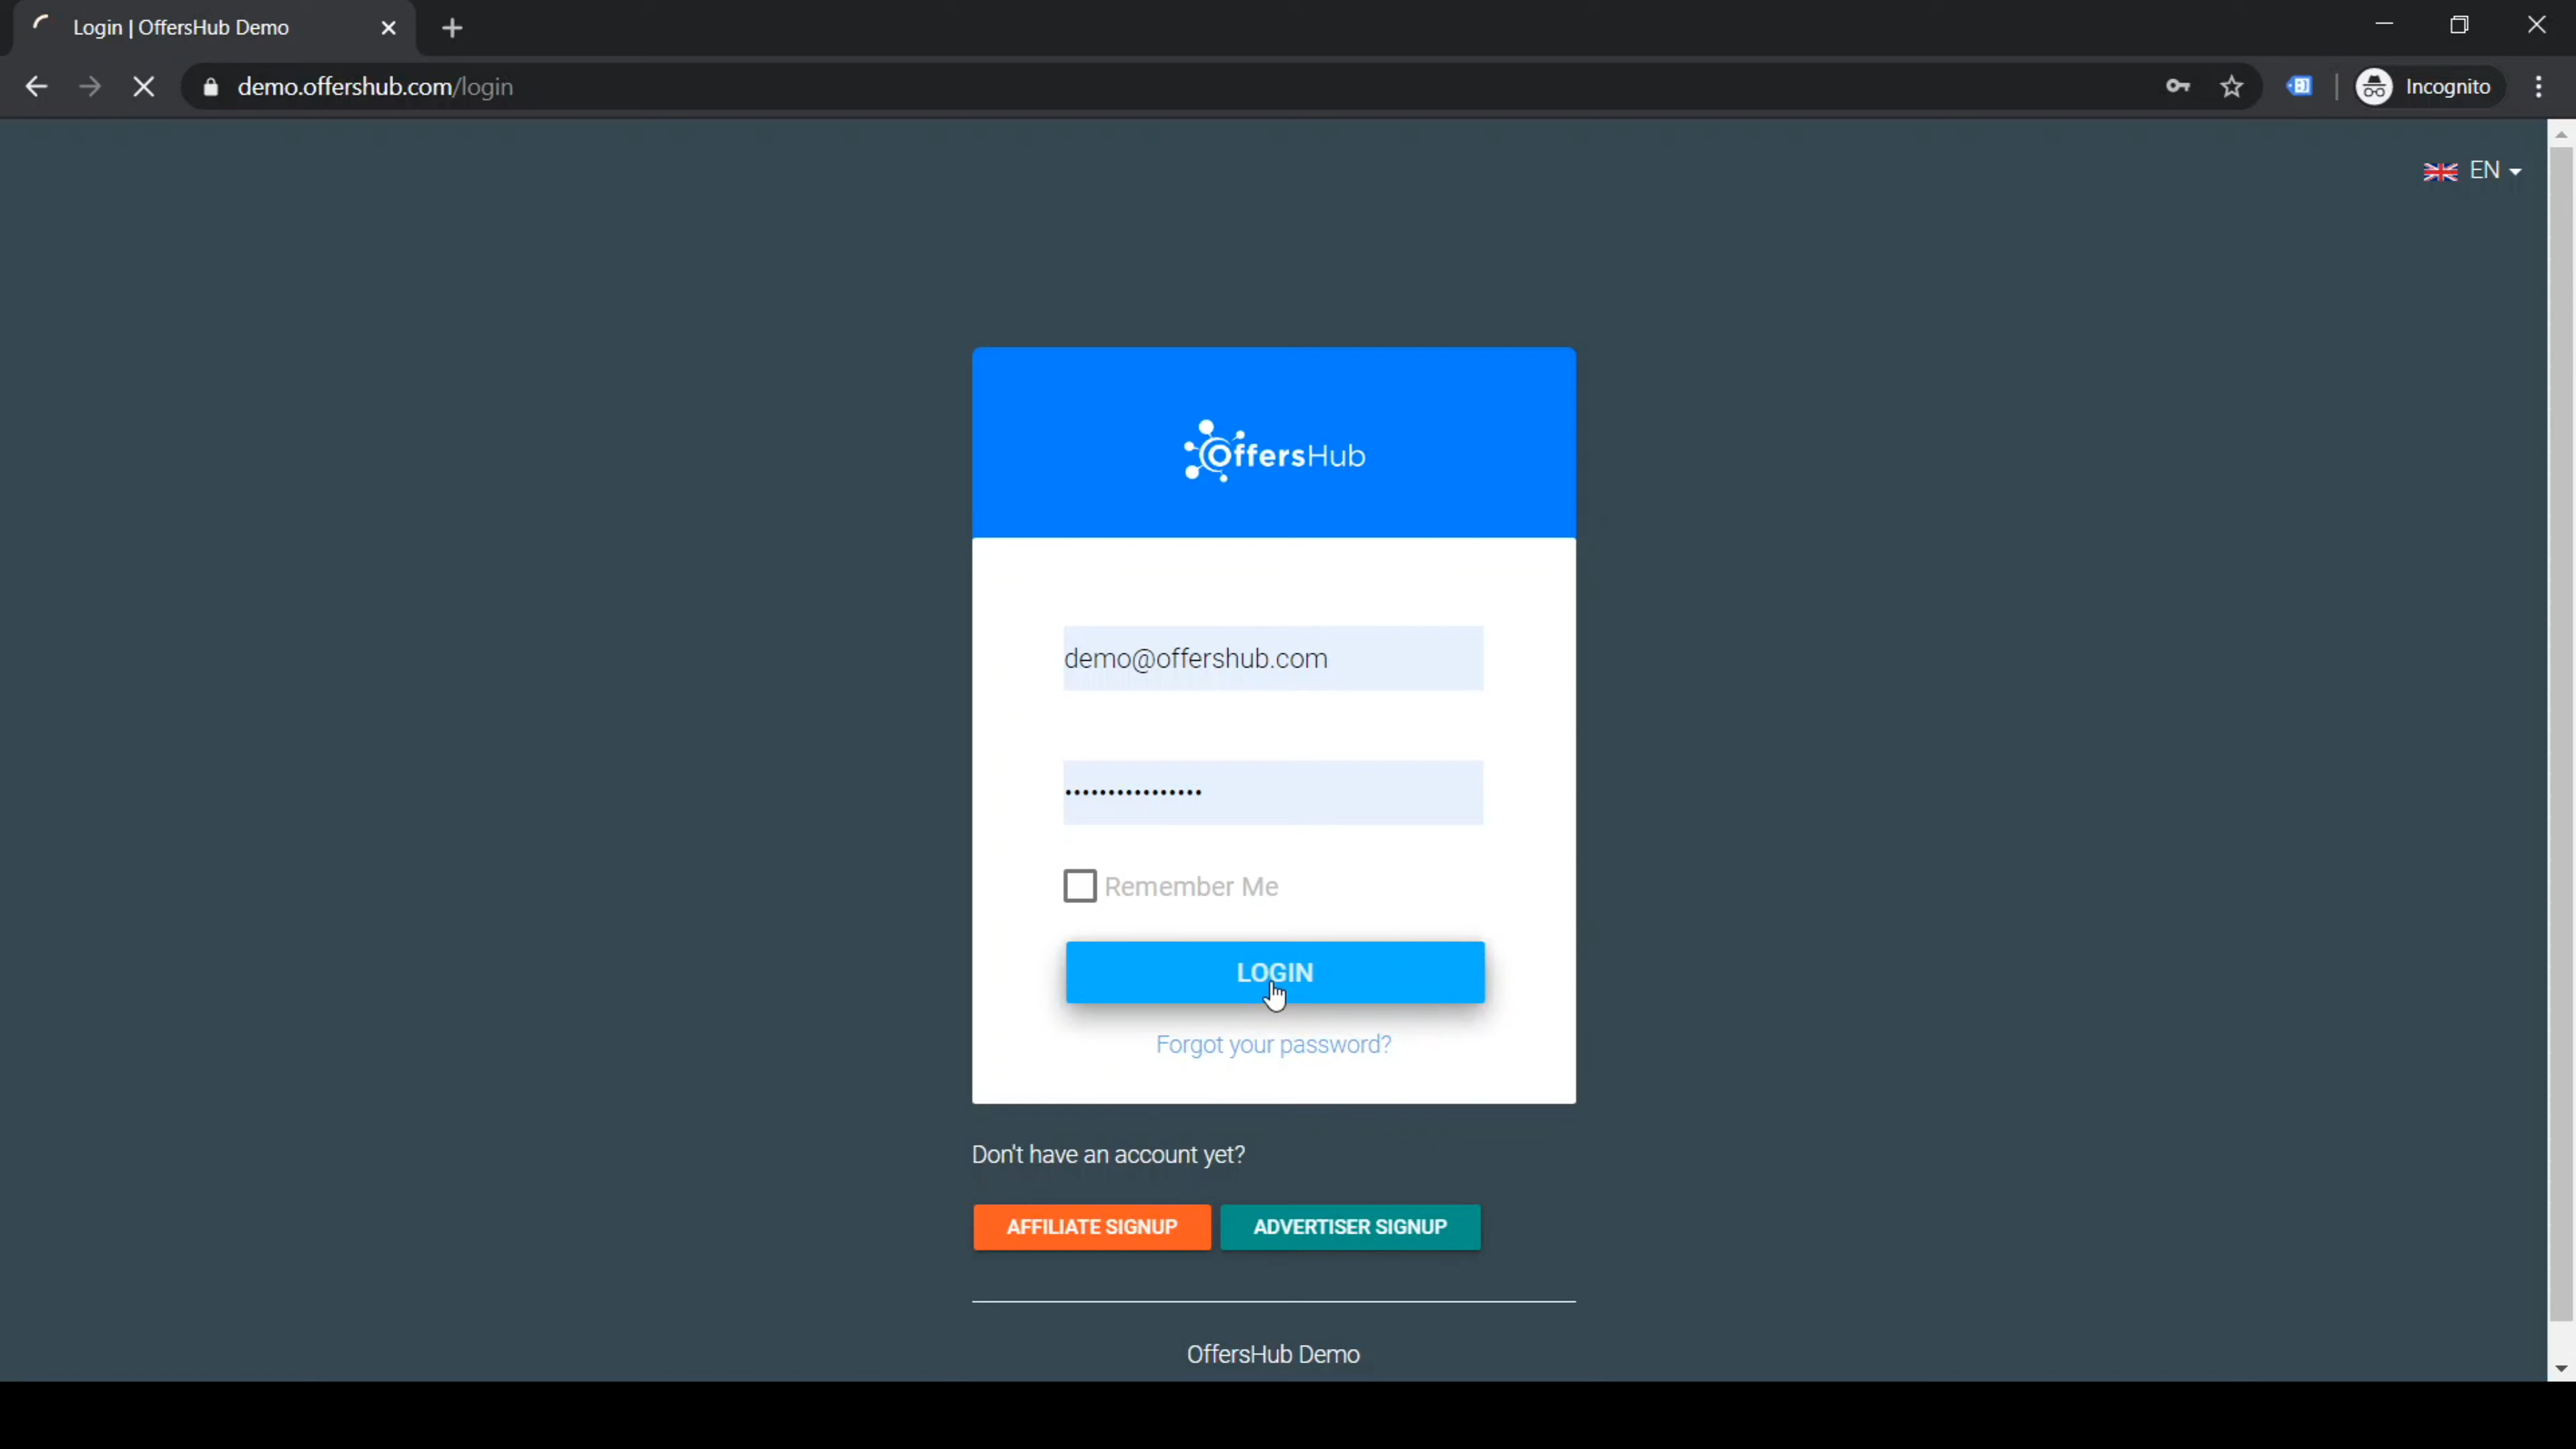 Login | OffersHub Demo
demo.offershub.com/login
Incognito
EN
OffersHub
demo@offershub.com
••••••••••••••••
Remember Me
LOGIN
Forgot your password?
Don't have an account yet?
AFFILIATE SIGNUP
ADVERTISER SIGNUP
OffersHub Demo